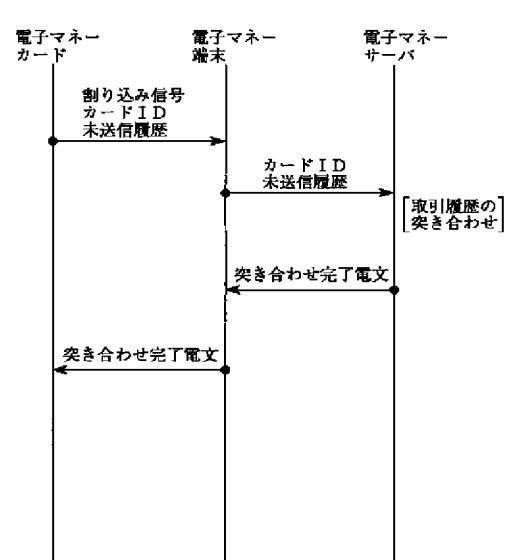 電子マネー
カード
電子マネー
端末
電子マネー
サーバ
割り込み信号
カードＩＤ
未送信履歴
カードＩＤ
未送信履歴
取引履歴の
突き合わせ
突き合わせ完了電文
突き合わせ完了電文